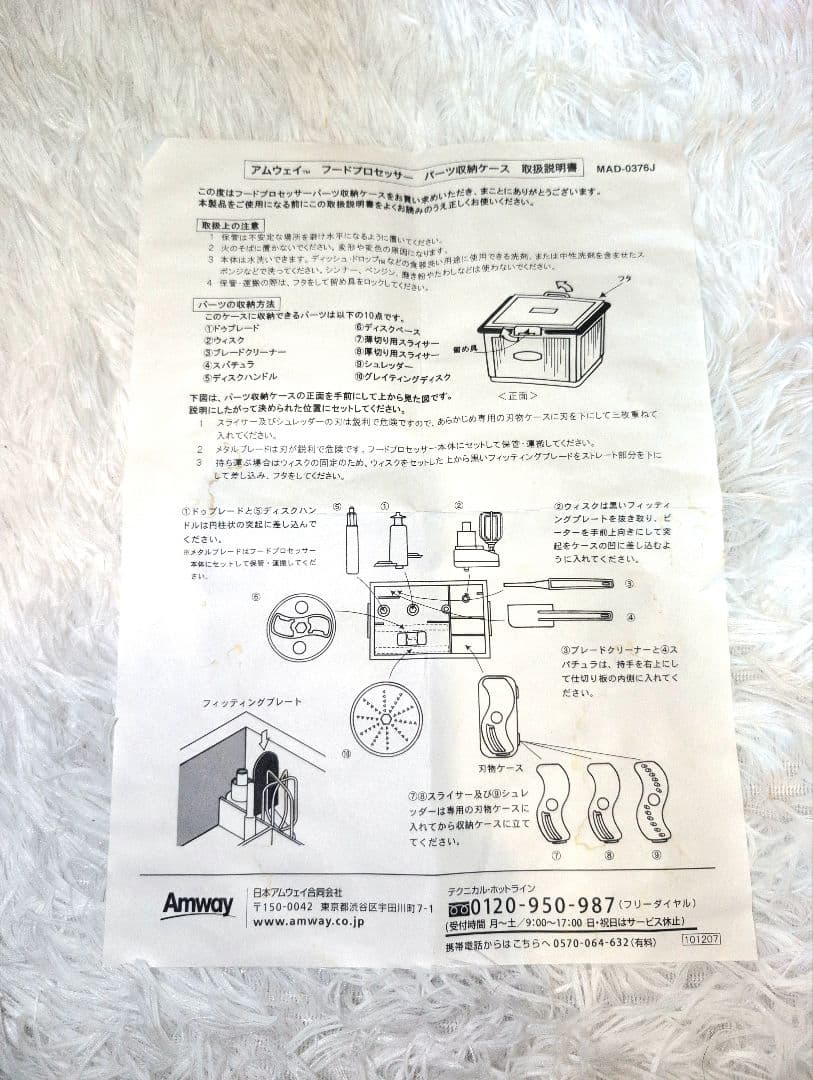 アムウェイ™ フードプロセッサー パーツ収納ケース 取扱説明書 MAD-0376J
この度はフードプロセッサーパーツ収納ケースをお買い求めいただき、まことにありがとうございます。
本製品をご使用になる前にこの取扱説明書をよくお読みのうえ正しくお使いください。
取扱上の注意
1 保管は不安定な場所を避け水平になるように置いてください。
2 火のそばに置かないでください。変形や変色の原因になります。
3 本体は水洗いできます。ディッシュ・ドロップ™などの食器洗い用途に使用できる洗剤、または中性洗剤を含ませたス
ポンジなどで洗ってください。シンナー、ベンジン、磨き粉やたわしなどは使わないでください。
4 保管・運搬の際は、フタをして留め具をロックしてください。
パーツの収納方法
このケースに収納できるパーツは以下の10点です。
①ドゥブレード
②ウィスク
③ブレードクリーナー
④スパチュラ
⑤ディスクハンドル
⑥ディスクベース
⑦薄切り用スライサー
⑧厚切り用スライサー
⑨シュレッダー
⑩グレイティングディスク
フタ
留め具
＜正面＞
下図は、パーツ収納ケースの正面を手前にして上から見た図です。
説明にしたがって決められた位置にセットしてください。
1 スライサー及びシュレッダーの刃は鋭利で危険ですので、あらかじめ専用の刃物ケースに刃を下にして三枚重ねて
入れてください。
2 メタルブレードは刃が鋭利で危険です。フードプロセッサー本体にセットして保管・運搬してください。
3 持ち運ぶ場合はウィスクの固定のため、ウィスクをセットした上から黒いフィッティングプレートをストレート部分を下に
して差し込み、フタをしてください。
①ドゥブレードと⑤ディスクハン
ドルは円柱状の突起に差し込んで
ください。
※メタルブレードはフードプロセッサー
本体にセットして保管・運搬してくだ
さい。
⑤
①
②
②ウィスクは黒いフィッティ
ングプレートを抜き取り、ビ
ーターを手前上向きにして突
起をケースの凹に差し込むよ
うに入れてください。
③
④
⑥
③ブレードクリーナーと④ス
パチュラは、持手を右上にし
て仕切り板の内側に入れてく
ださい。
フィッティングプレート
⑩
刃物ケース
⑦⑧スライサー及び⑨シュレ
ッダーは専用の刃物ケースに
入れてから収納ケースに立て
てください。
⑦
⑧
⑨
Amway
日本アムウェイ合同会社
〒150-0042 東京都渋谷区宇田川町7-1
www.amway.co.jp
テクニカル・ホットライン
0120-950-987(フリーダイヤル)
(受付時間 月～土／9:00～17:00 日・祝日はサービス休止)
携帯電話からはこちらへ 0570-064-632(有料)
101207